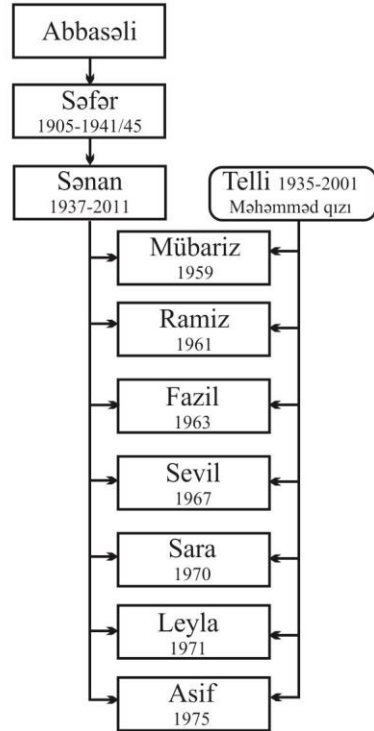 Abbasəli
Səfər
1905-1941/45
Sənan
1937-2011
Telli 1935-2001
Məhəmməd qızı
Mübariz
1959
Ramiz
1961
Fazil
1963
Sevil
1967
Sara
1970
Leyla
1971
Asif
1975